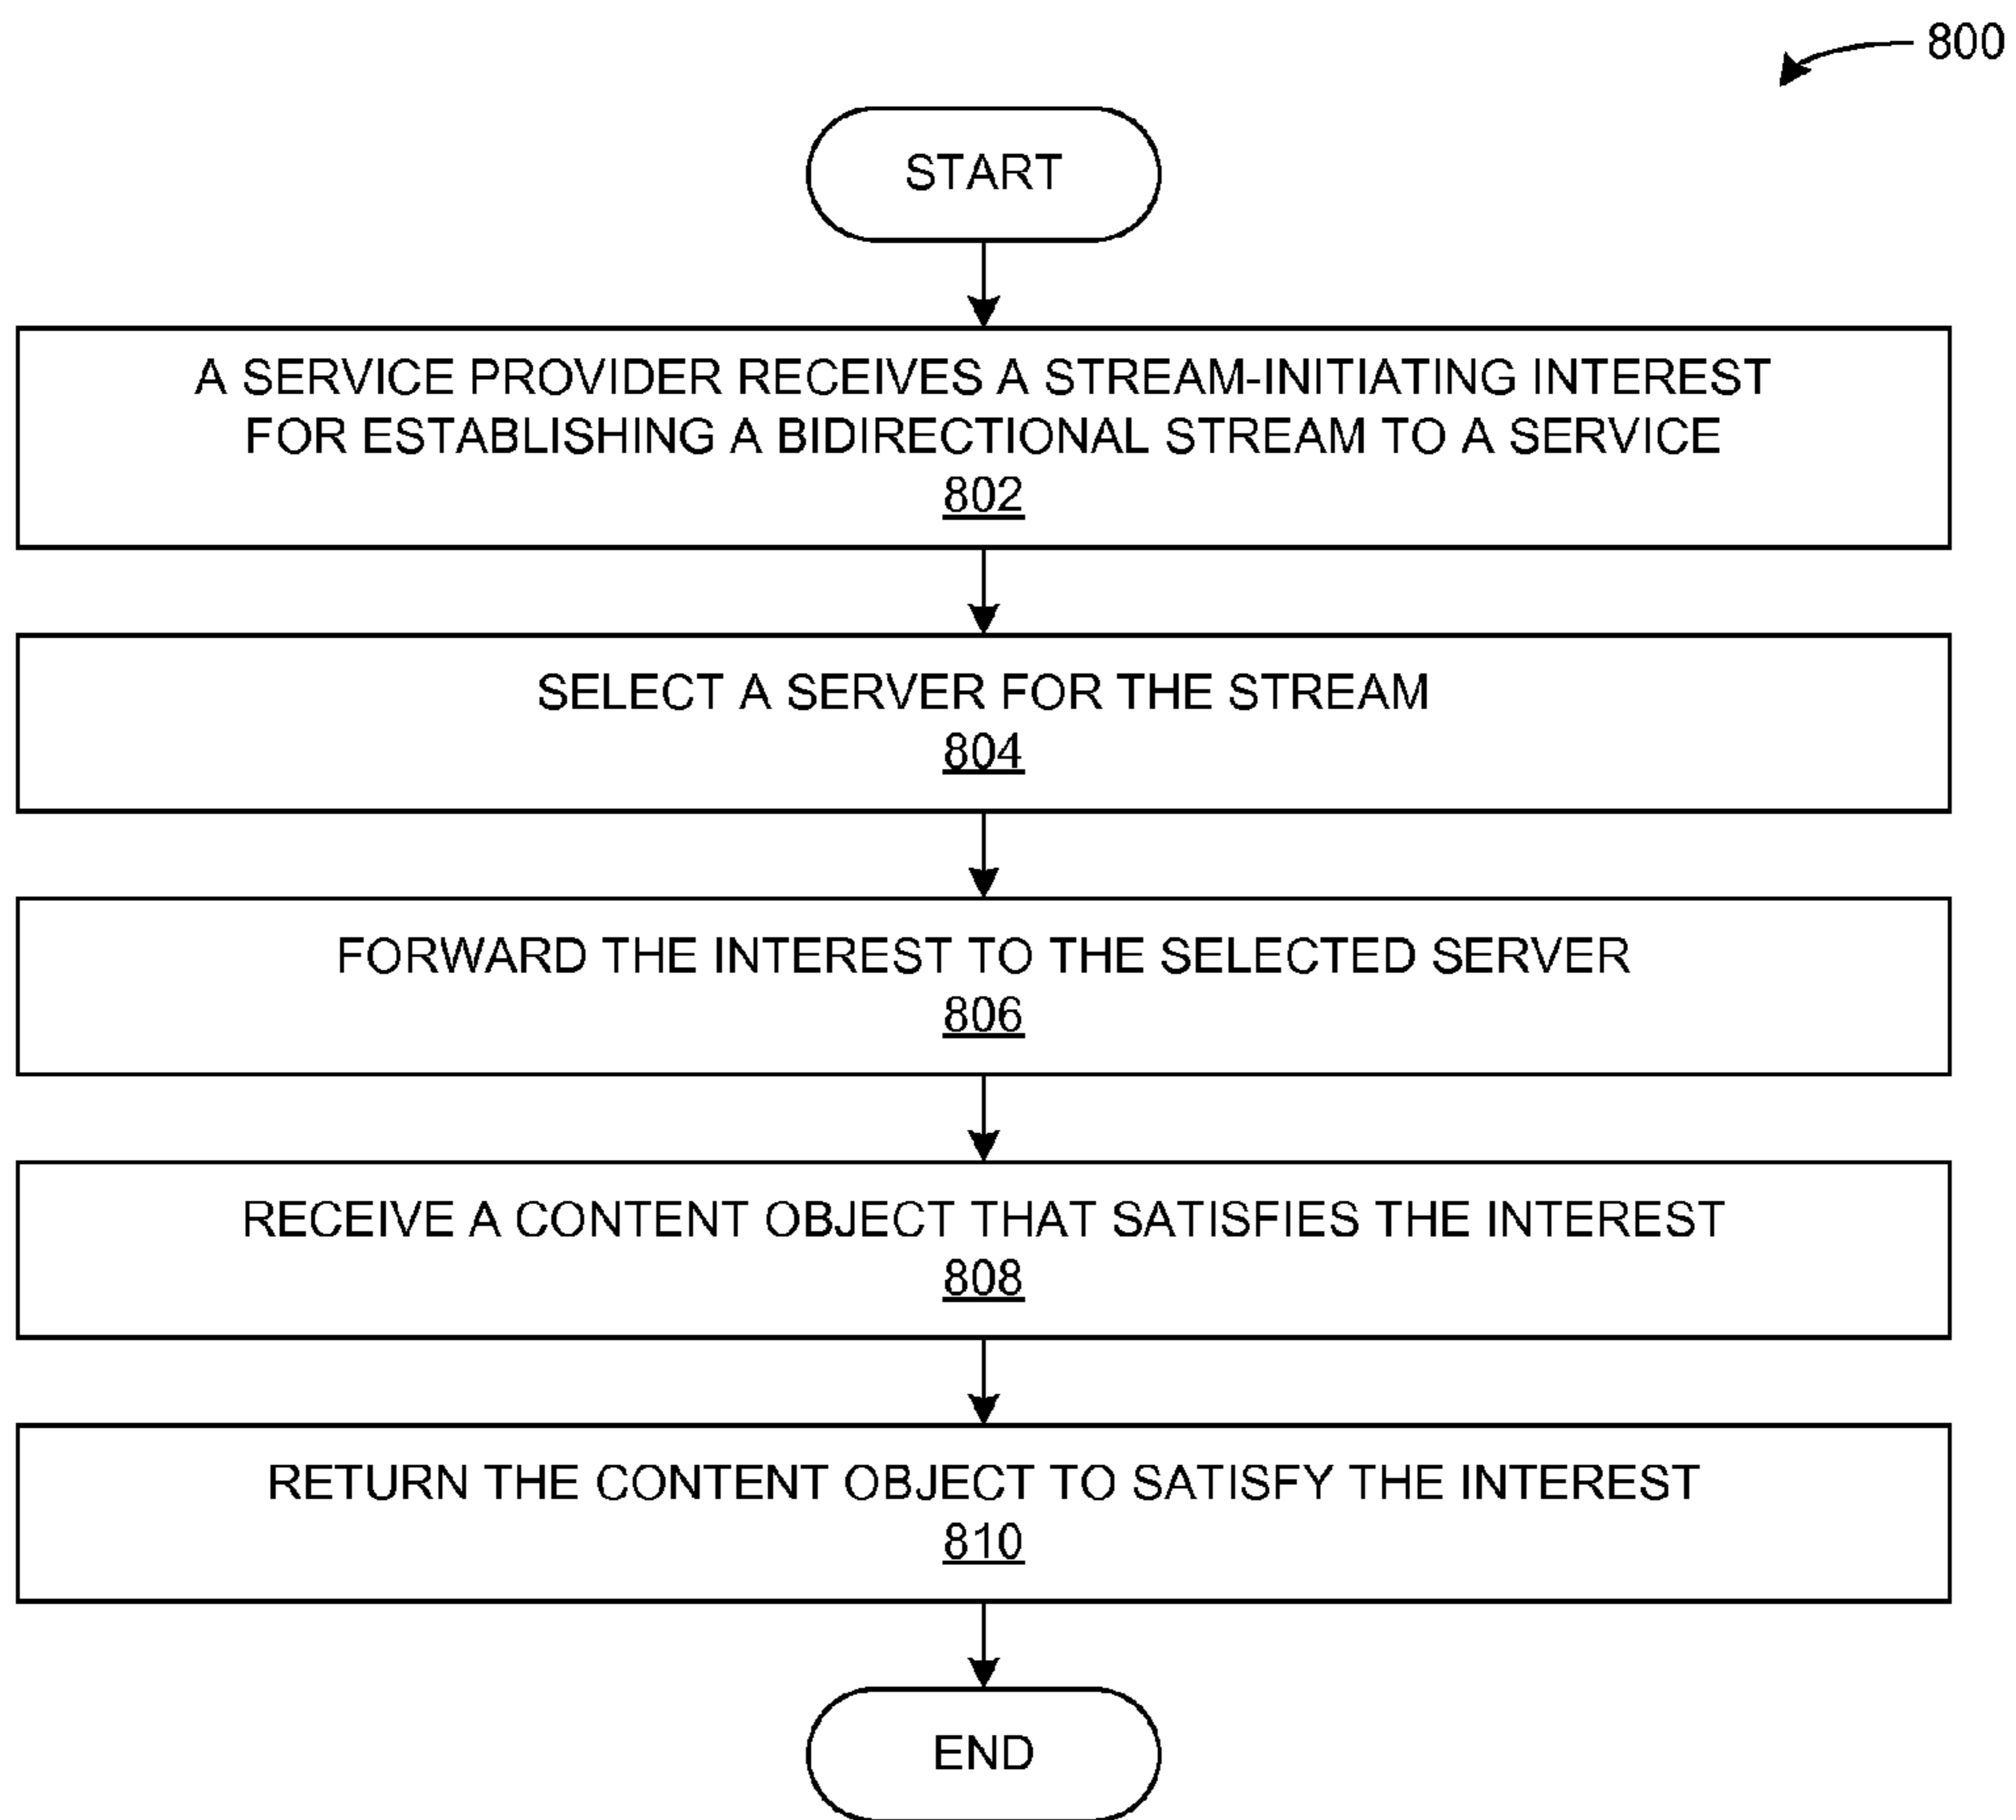 800
START
A SERVICE PROVIDER RECEIVES A STREAM-INITIATING INTEREST
FOR ESTABLISHING A BIDIRECTIONAL STREAM TO A SERVICE
802
SELECT A SERVER FOR THE STREAM
804
FORWARD THE INTEREST TO THE SELECTED SERVER
806
RECEIVE A CONTENT OBJECT THAT SATISFIES THE INTEREST
808
RETURN THE CONTENT OBJECT TO SATISFY THE INTEREST
810
END